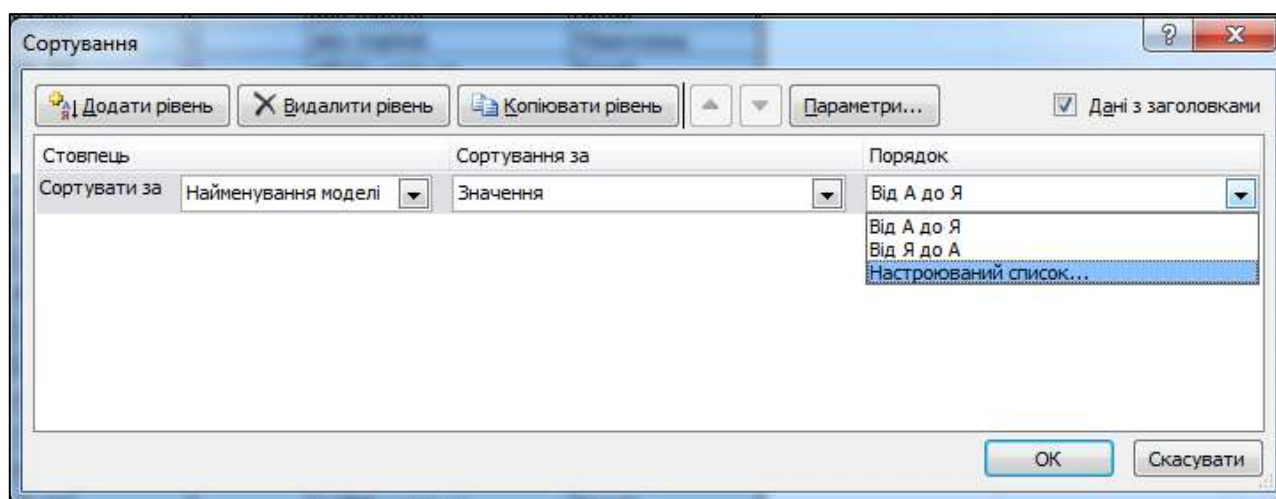 Сортування
Додати рівень Видалити рівень Копіювати рівень Параметри... Дані з заголовками
Стовпець Сортування за Порядок
Сортувати за Найменування моделі Значення Від А до Я
Від А до Я
Від Я до А
Настроюваний список...
ОК Скасувати